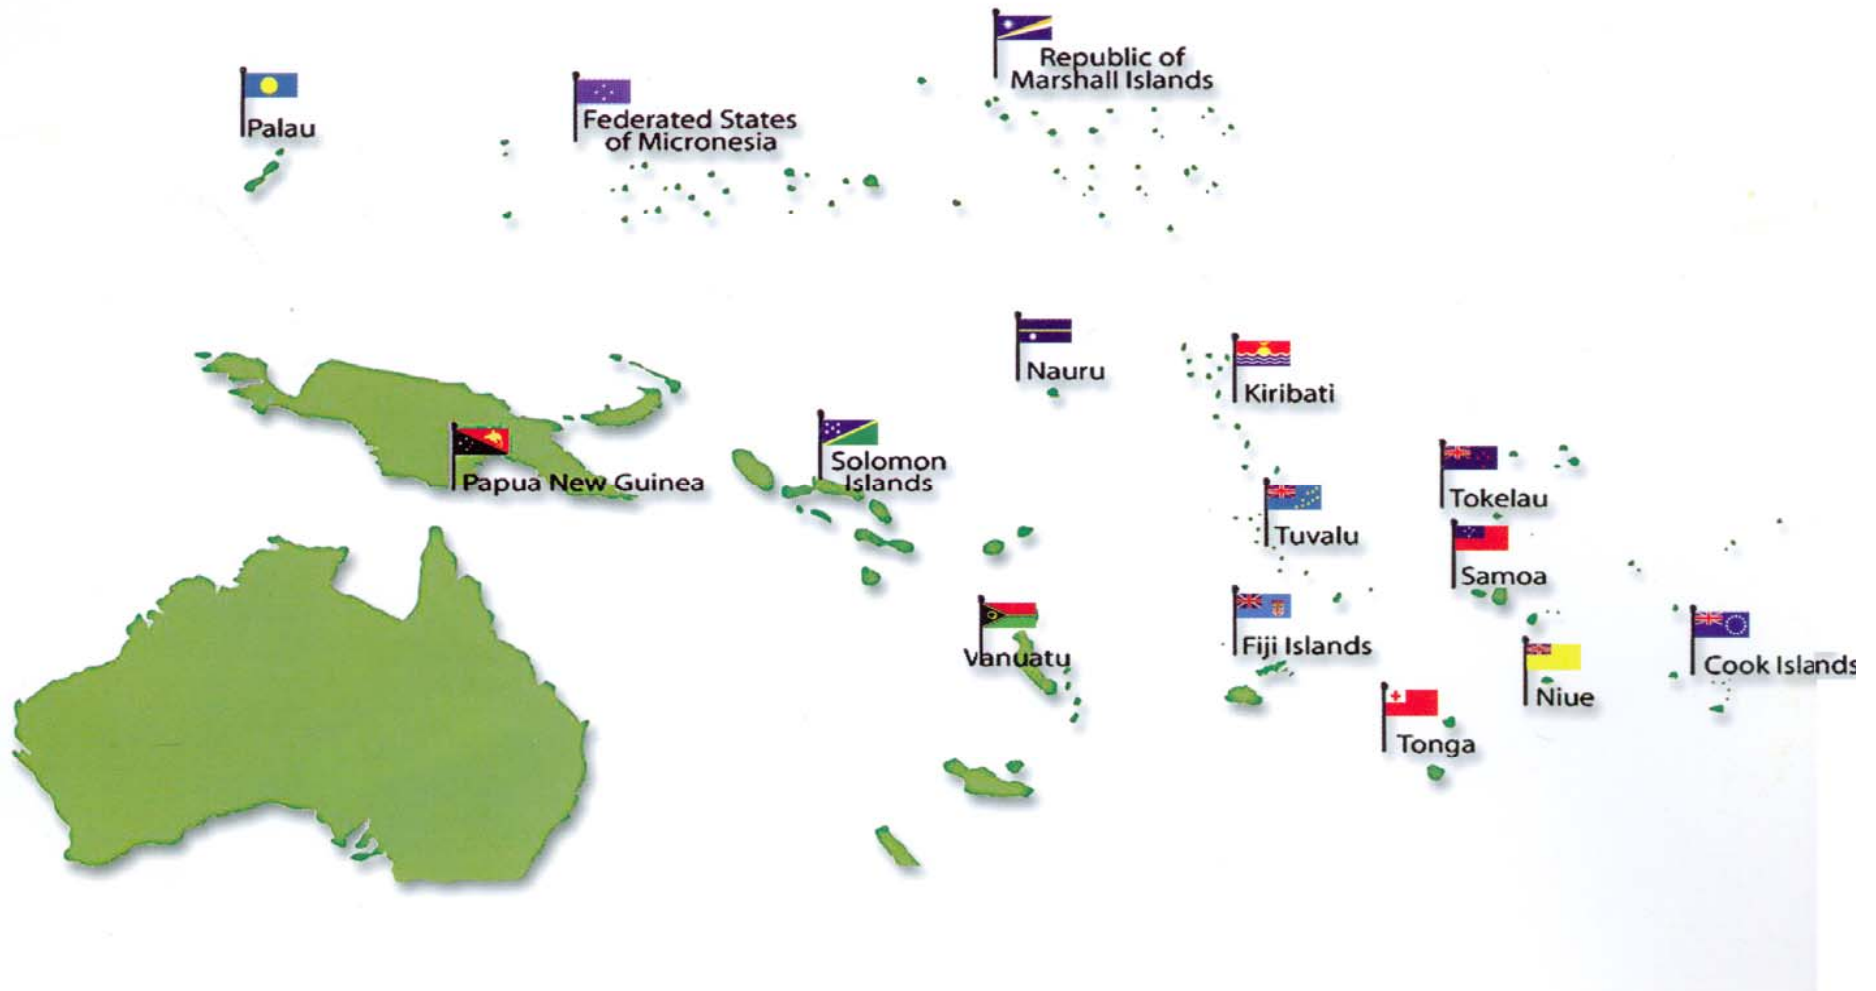 Republic of
Marshall Islands
Palau
Federated States
of Micronesia
Nauru
Kiribati
Solomon
Islands
Papua New Guinea
Tokelau
Tuvalu
Samoa
Vanuatu
Fiji Islands
Cook Islands
Niue
Tonga